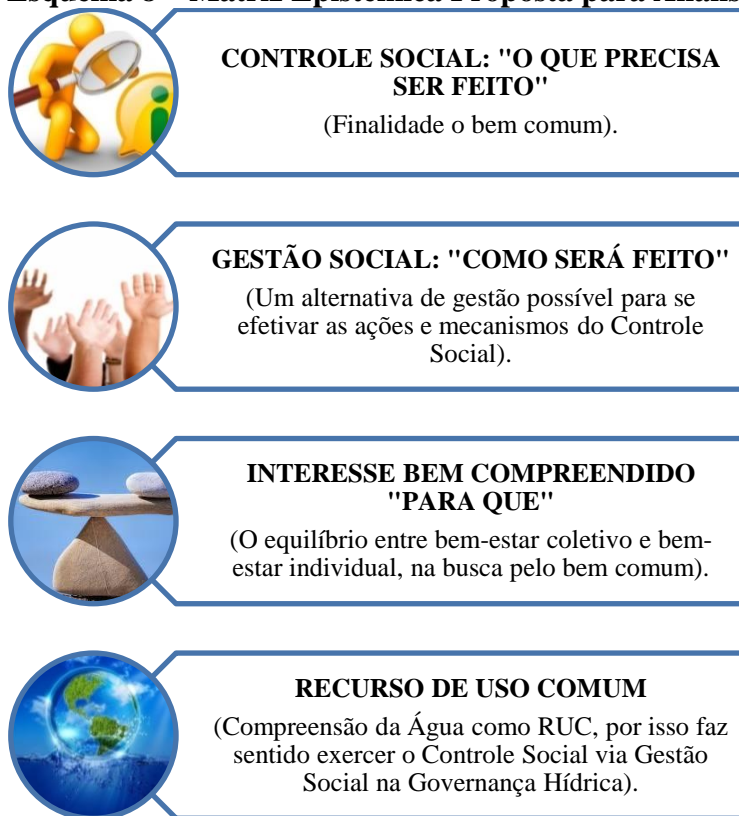 CONTROLE SOCIAL: "O QUE PRECISA
SER FEITO"
(Finalidade o bem comum).
GESTÃO SOCIAL: "COMO SERÁ FEITO"
(Um alternativa de gestão possível para se
efetivar as ações e mecanismos do Controle
Social).
INTERESSE BEM COMPREENDIDO
"PARA QUE"
(O equilíbrio entre bem-estar coletivo e bem-
estar individual, na busca pelo bem comum).
RECURSO DE USO COMUM
(Compreensão da Água como RUC, por isso faz
sentido exercer o Controle Social via Gestão
Social na Governança Hídrica).